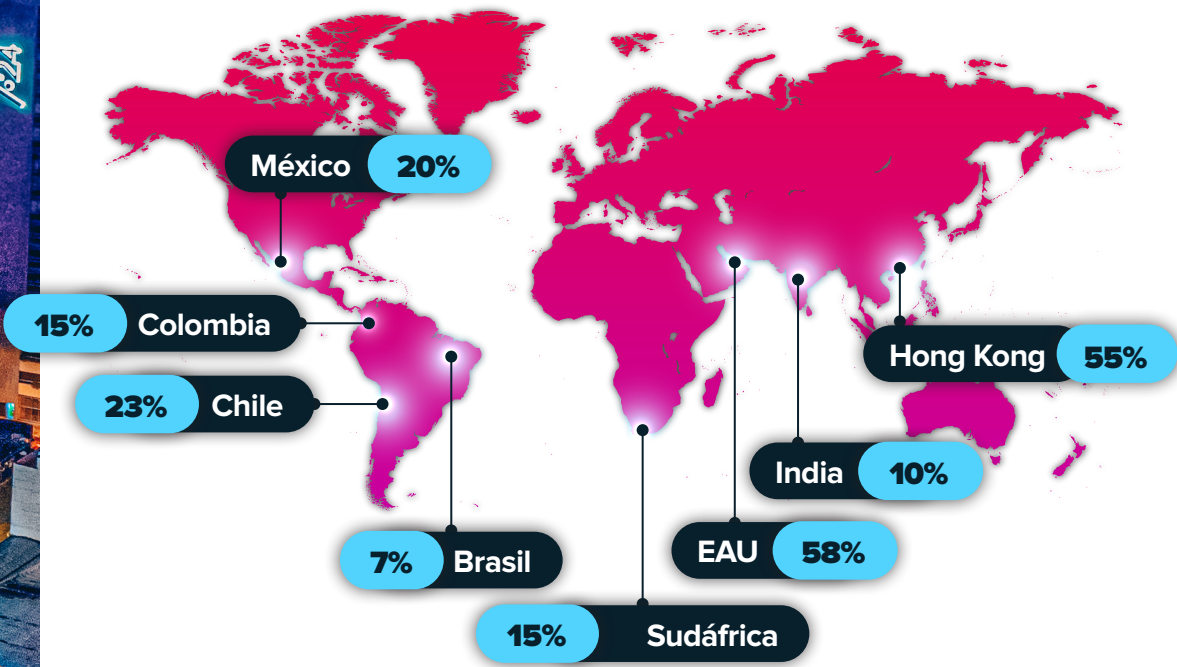 México 20%
15% Colombia
23% Chile
Hong Kong 55%
India 10%
7% Brasil
EAU 58%
15% Sudáfrica